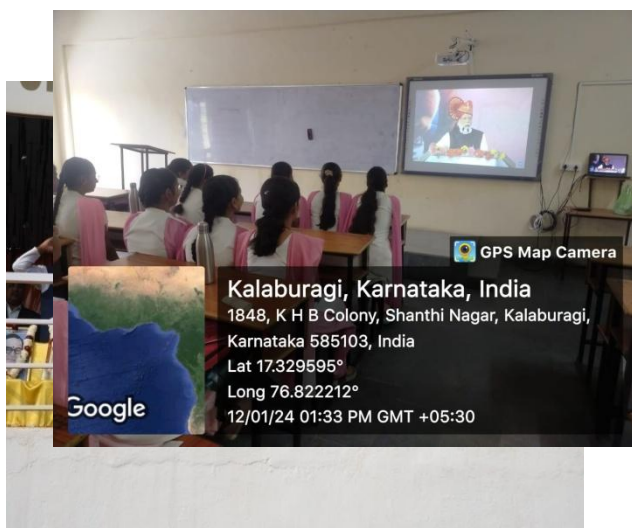 GPS Map Camera
Kalaburagi, Karnataka, India
1848, K H B Colony, Shanthi Nagar, Kalaburagi,
Karnataka 585103, India
Lat 17.329595°
Long 76.822212°
12/01/24 01:33 PM GMT +05:30
Google